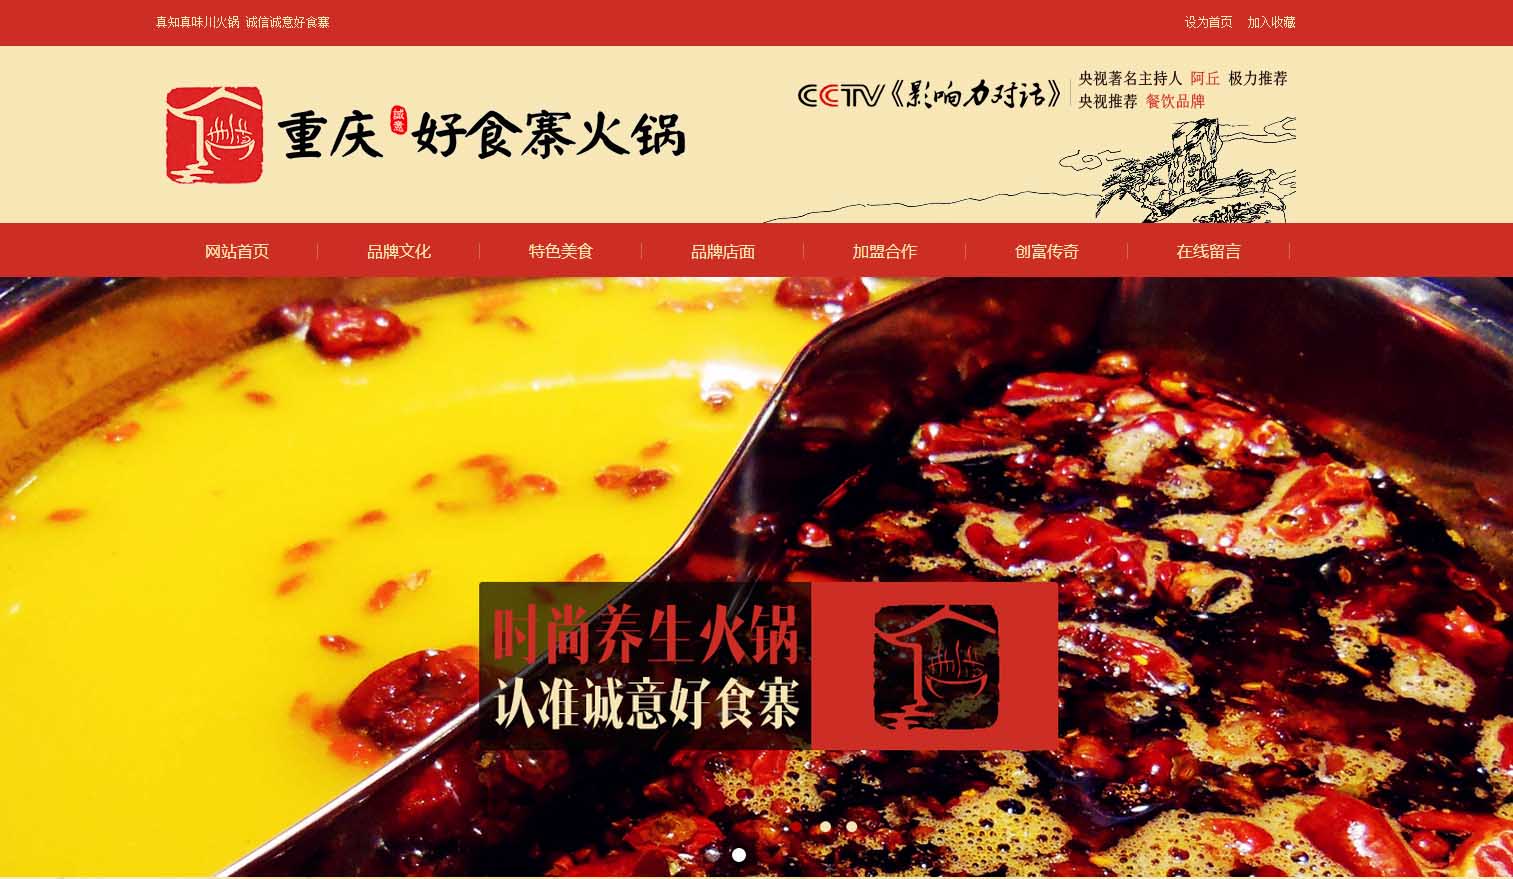 真知真味川火锅 诚信诚意好食寨
设为首页 加入收藏
CCTV《影响力对话》
央视著名主持人 阿丘 极力推荐
央视推荐 餐饮品牌
重庆誠意好食寨火锅
网站首页 品牌文化 特色美食 品牌店面 加盟合作 创富传奇 在线留言
时尚养生火锅
认准诚意好食寨